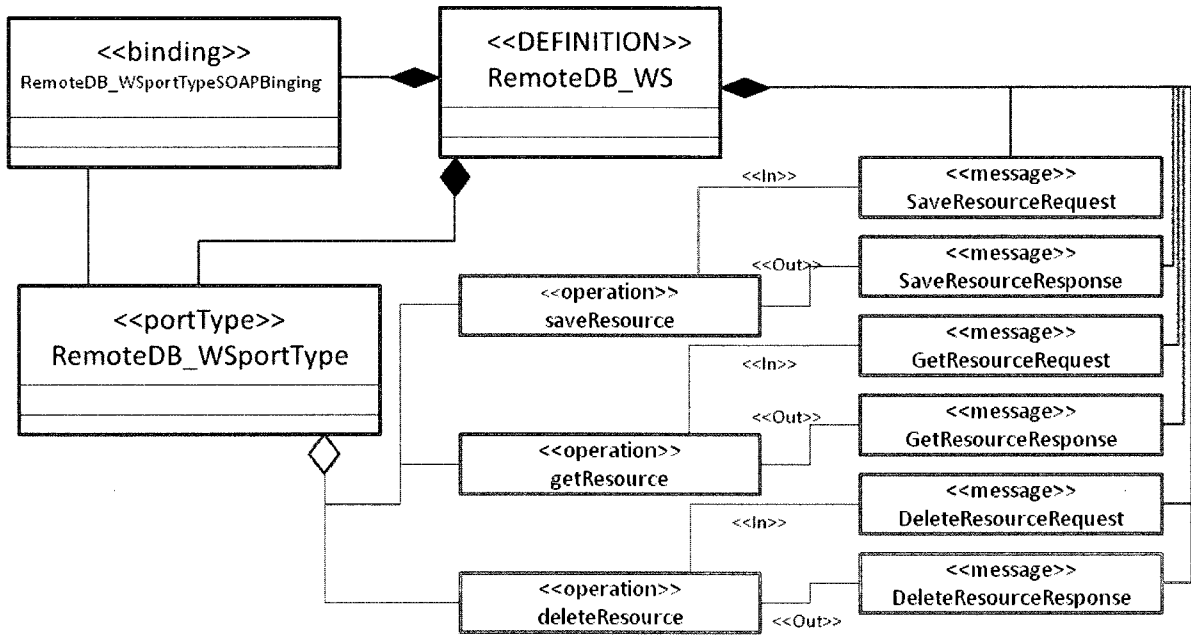 <<binding>>
RemoteDB_WSportTypeSOAPBinging
<<DEFINITION>>
RemoteDB_WS
<<portType>>
RemoteDB_WSportType
<<operation>>
saveResource
<<operation>>
getResource
<<operation>>
deleteResource
<<In>>
<<Out>>
<<In>>
<<Out>>
<<In>>
<<Out>>
<<message>>
SaveResourceRequest
<<message>>
SaveResourceResponse
<<message>>
GetResourceRequest
<<message>>
GetResourceResponse
<<message>>
DeleteResourceRequest
<<message>>
DeleteResourceResponse